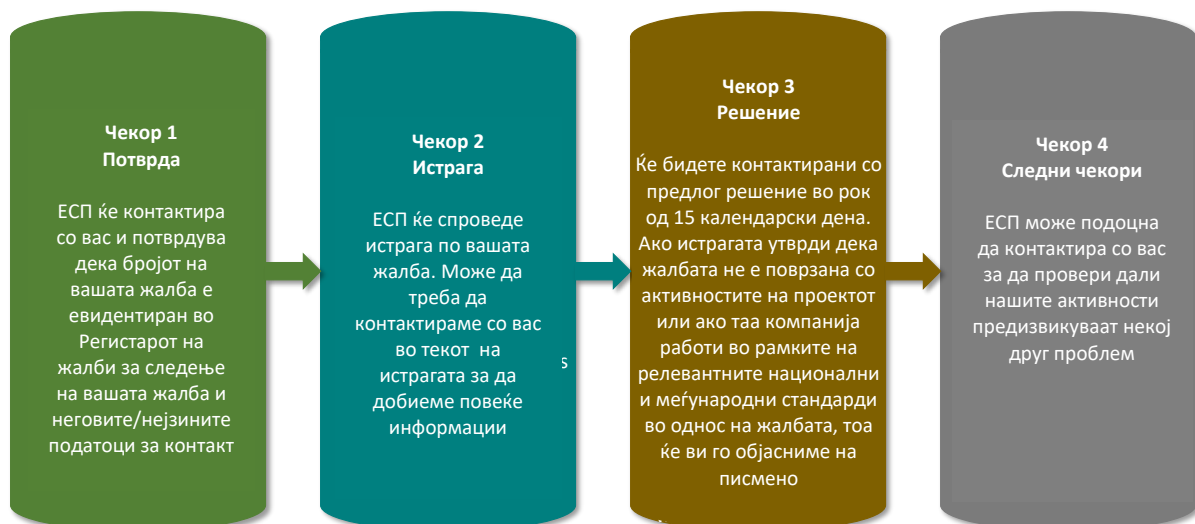 Чекор 1
Потврда
ЕСП ќе контактира
со вас и потврдува
дека бројот на
вашата жалба е
евидентиран во
Регистарот на
жалби за следење
на вашата жалба и
неговите/нејзините
податоци за контакт
Чекор 2
Истрага
ЕСП ќе спроведе
истрага по вашата
жалба. Може да
треба да
контактираме со вас
во текот на
истрагата за да
добиеме повеќе
информации
Чекор 3
Решение
Ќе бидете контактирани со
предлог решение во рок
од 15 календарски дена.
Ако истрагата утврди дека
жалбата не е поврзана со
активностите на проектот
или ако таа компанија
работи во рамките на
релевантните национални
и меѓународни стандарди
во однос на жалбата, тоа
ќе ви го објасниме на
писмено
Чекор 4
Следни чекори
ЕСП може подоцна
да контактира со вас
за да провери дали
нашите активности
предизвикуваат некој
друг проблем